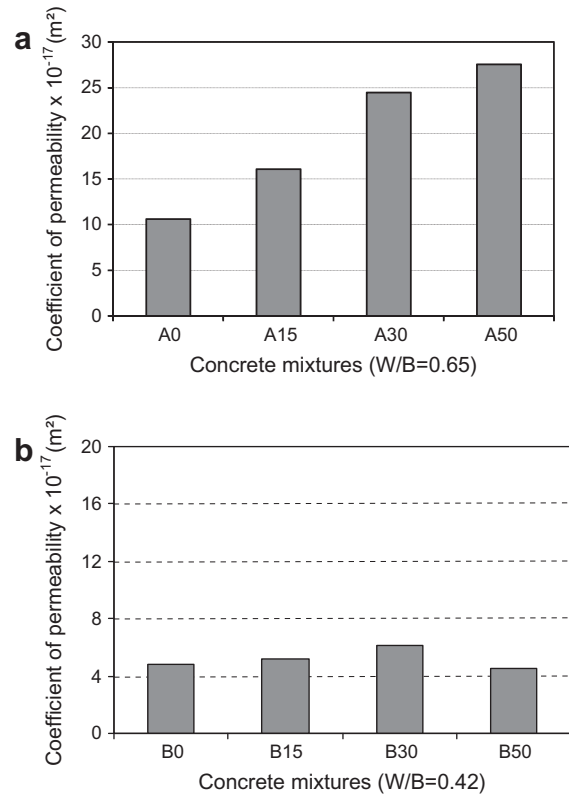 a
Coefficient of permeability x 10⁻¹⁷ (m²)
30
25
20
15
10
5
0
A0 A15 A30 A50
Concrete mixtures (W/B=0.65)
b
Coefficient of permeability x 10⁻¹⁷ (m²)
20
16
12
8
4
0
B0 B15 B30 B50
Concrete mixtures (W/B=0.42)